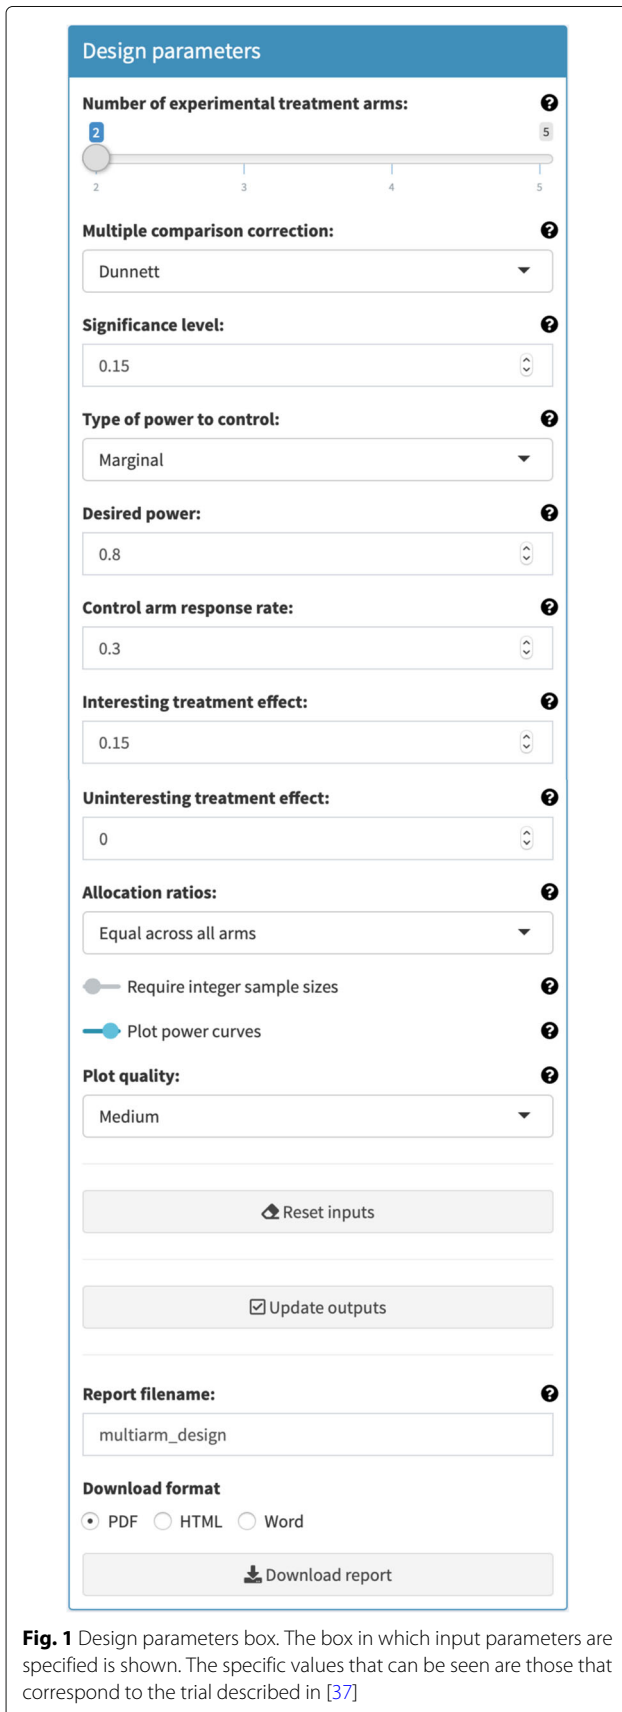 Design parameters
Number of experimental treatment arms:
2 5
2 3 4 5
Multiple comparison correction:
Dunnett
Significance level:
0.15
Type of power to control:
Marginal
Desired power:
0.8
Control arm response rate:
0.3
Interesting treatment effect:
0.15
Uninteresting treatment effect:
0
Allocation ratios:
Equal across all arms
Require integer sample sizes
Plot power curves
Plot quality:
Medium
Reset inputs
Update outputs
Report filename:
multiarm_design
Download format
PDF HTML Word
Download report
Fig. 1 Design parameters box. The box in which input parameters are
specified is shown. The specific values that can be seen are those that
correspond to the trial described in [37]